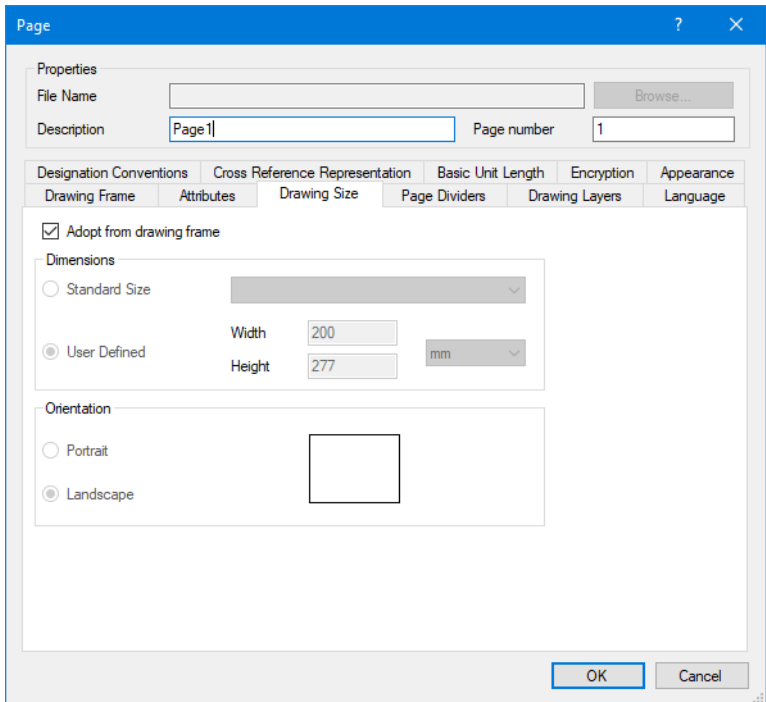 Page
Properties
File Name Browse...
Description Page1 Page number 1
Designation Conventions Cross Reference Representation Basic Unit Length Encryption Appearance
Drawing Frame Attributes Drawing Size Page Dividers Drawing Layers Language
Adopt from drawing frame
Dimensions
Standard Size
User Defined Width 200 mm
Height 277
Orientation
Portrait
Landscape
OK Cancel